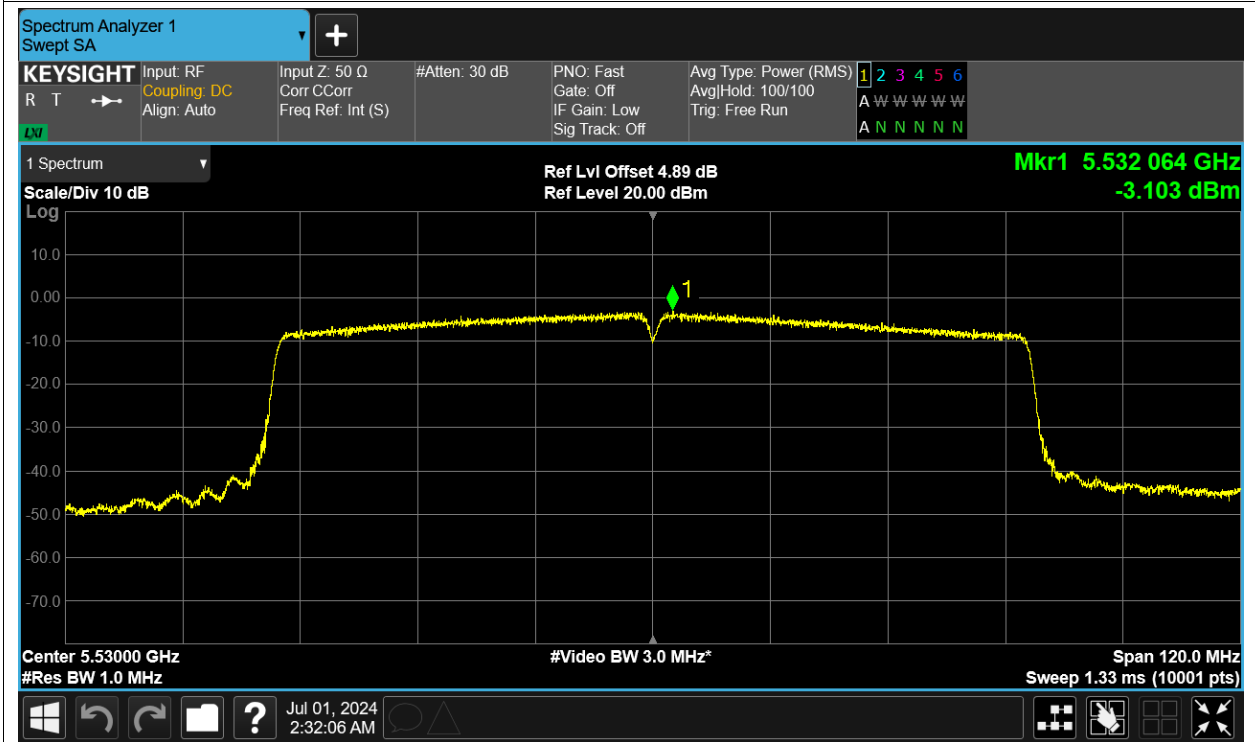 Spectrum Analyzer 1
Swept SA
+
KEYSIGHT
R T
LXI
Input: RF
Coupling: DC
Align: Auto
Input Z: 50 Ω
Corr CCorr
Freq Ref: Int (S)
#Atten: 30 dB
PNO: Fast
Gate: Off
IF Gain: Low
Sig Track: Off
Avg Type: Power (RMS)
Avg|Hold: 100/100
Trig: Free Run
1 2 3 4 5 6
A W W W W W
A N N N N N
1 Spectrum
Scale/Div 10 dB
Log
Ref Lvl Offset 4.89 dB
Ref Level 20.00 dBm
Mkr1 5.532 064 GHz
-3.103 dBm
10.0
0.00
-10.0
-20.0
-30.0
-40.0
-50.0
-60.0
-70.0
1
Center 5.53000 GHz
#Res BW 1.0 MHz
#Video BW 3.0 MHz*
Span 120.0 MHz
Sweep 1.33 ms (10001 pts)
?
Jul 01, 2024
2:32:06 AM